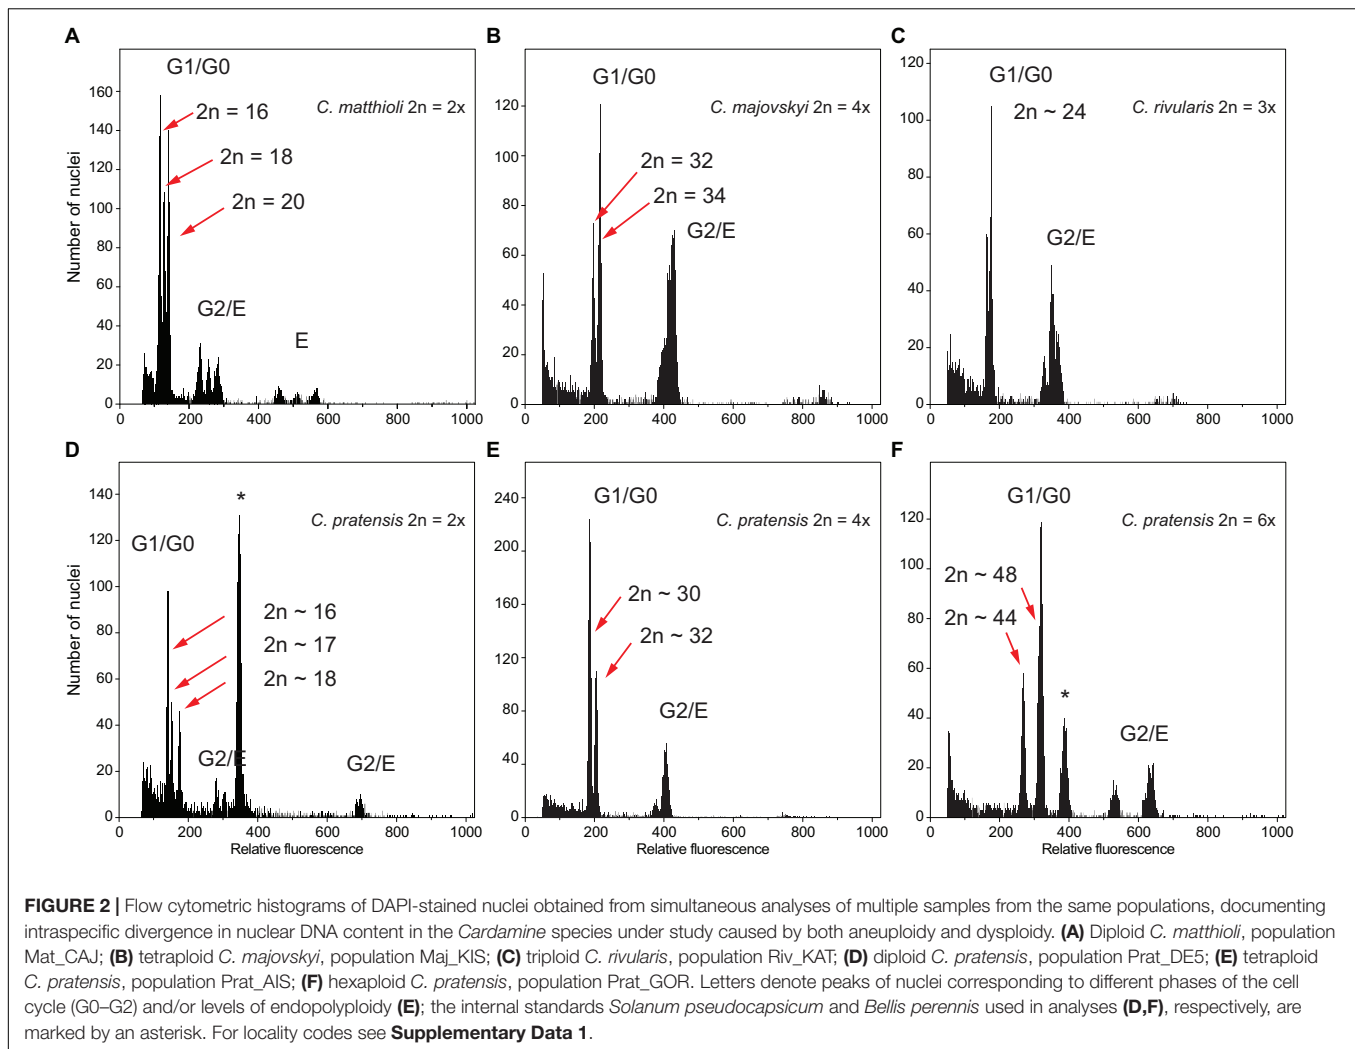 A
B
C
G1/G0
G1/G0
G1/G0
2n = 16
2n = 18
2n = 20
C. matthioli 2n = 2x
2n = 32
2n = 34
C. majovskyi 2n = 4x
2n ~ 24
C. rivularis 2n = 3x
G2/E
E
G2/E
G2/E
Number of nuclei
160
140
120
100
80
60
40
20
0
120
100
80
60
40
20
0
120
100
80
60
40
20
0
0 200 400 600 800 1000
0 200 400 600 800 1000
0 200 400 600 800 1000
D
E
F
*
G1/G0
C. pratensis 2n = 2x
2n ~ 16
2n ~ 17
2n ~ 18
G2/E
G2/E
G1/G0
C. pratensis 2n = 4x
2n ~ 30
2n ~ 32
G2/E
G1/G0
C. pratensis 2n = 6x
2n ~ 48
2n ~ 44
*
G2/E
Number of nuclei
140
120
100
80
60
40
20
0
240
200
160
120
80
40
0
120
100
80
60
40
20
0
0 200 400 600 800 1000
0 200 400 600 800 1000
0 200 400 600 800 1000
Relative fluorescence
Relative fluorescence
Relative fluorescence
FIGURE 2 | Flow cytometric histograms of DAPI-stained nuclei obtained from simultaneous analyses of multiple samples from the same populations, documenting
intraspecific divergence in nuclear DNA content in the Cardamine species under study caused by both aneuploidy and dysploidy. (A) Diploid C. matthioli, population
Mat_CAJ; (B) tetraploid C. majovskyi, population Maj_KIS; (C) triploid C. rivularis, population Riv_KAT; (D) diploid C. pratensis, population Prat_DE5; (E) tetraploid
C. pratensis, population Prat_AIS; (F) hexaploid C. pratensis, population Prat_GOR. Letters denote peaks of nuclei corresponding to different phases of the cell
cycle (G0–G2) and/or levels of endopolyploidy (E); the internal standards Solanum pseudocapsicum and Bellis perennis used in analyses (D,F), respectively, are
marked by an asterisk. For locality codes see Supplementary Data 1.